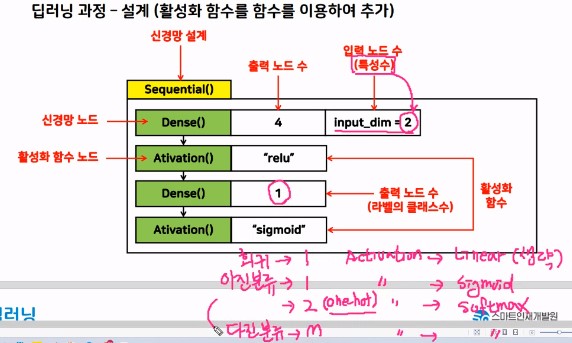 딥러닝 과정 – 설계 (활성화 함수를 함수를 이용하여 추가)
신경망 설계
출력 노드 수
입력 노드 수
(특성수)
Sequential()
신경망 노드
Dense()
4
input_dim = 2
활성화 함수 노드
Ativation()
"relu"
Dense()
1
출력 노드 수
(라벨의 클래스수)
활성화
함수
Ativation()
"sigmoid"
회귀 → 1 Activation → Linear (생략)
이진분류 → 1 " → sigmoid
→ 2 (one-hot) " → softmax
다진분류 → n " → "
딥러닝
스마트인재개발원